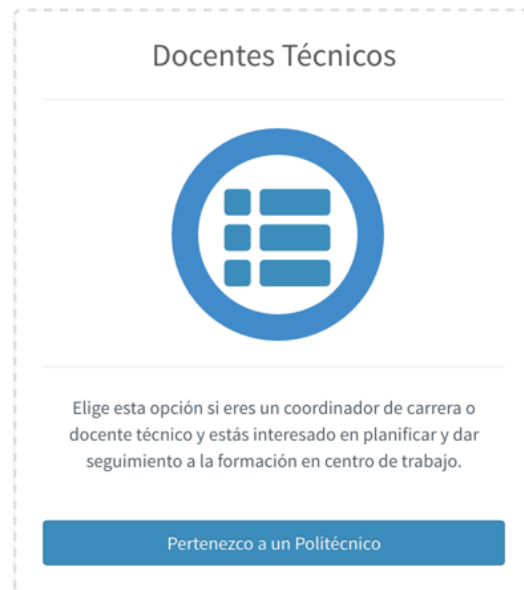 Docentes Técnicos
Elige esta opción si eres un coordinador de carrera o
docente técnico y estás interesado en planificar y dar
seguimiento a la formación en centro de trabajo.
Pertenezco a un Politécnico